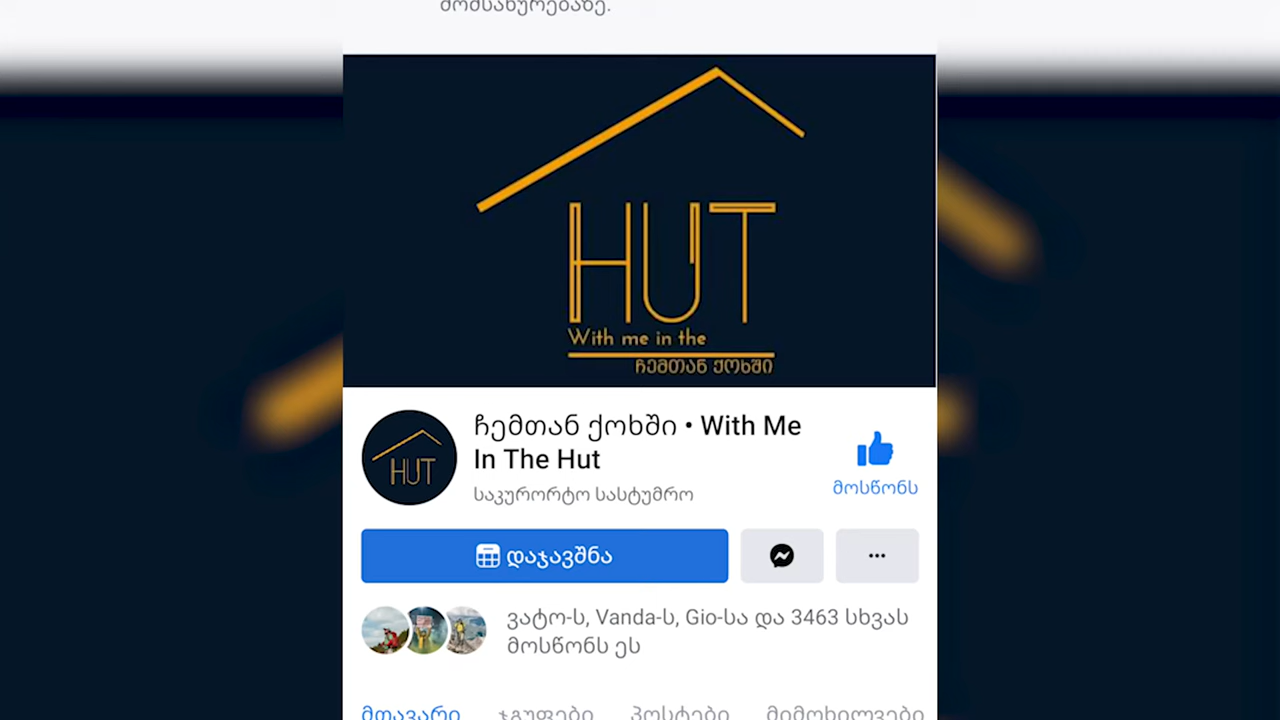 მომსახურებაზე.
HUT
With me in the
ჩემთან ქოხში
HUT
ჩემთან ქოხში • With Me
In The Hut
საკურორტო სასტუმრო
მოსწონს
დაჯავშნა
ვატო-ს, Vanda-ს, Gio-სა და 3463 სხვას
მოსწონს ეს
მთავარი ჯგუფები პოსტები მიმოხილვები